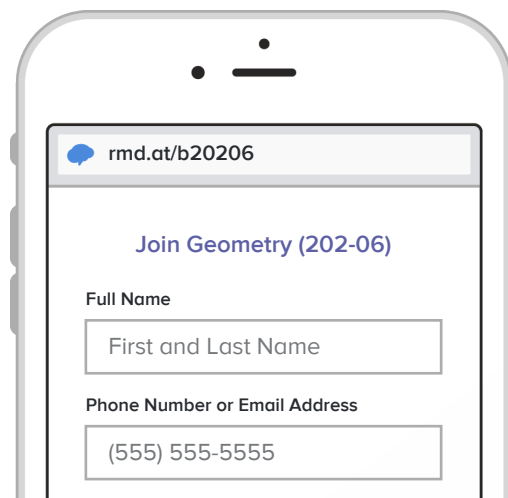 rmd.at/b20206
Join Geometry (202-06)
Full Name
First and Last Name
Phone Number or Email Address
(555) 555-5555